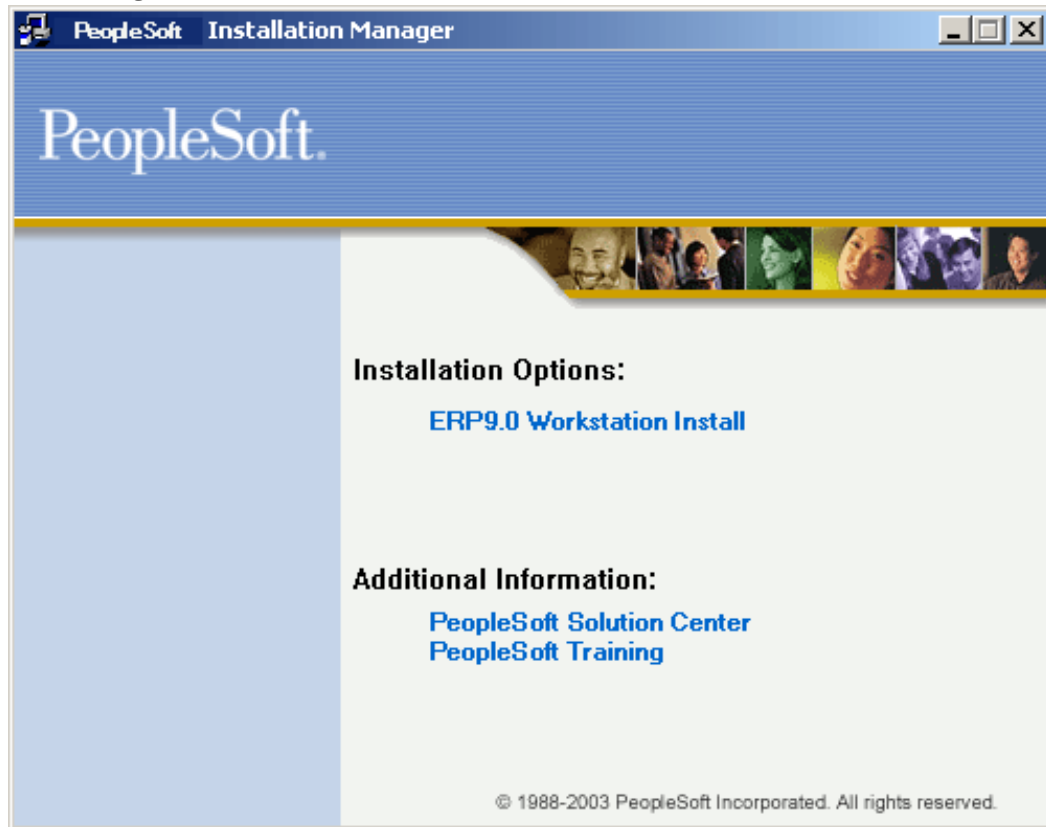 PeopleSoft Installation Manager
PeopleSoft.
Installation Options:
ERP9.0 Workstation Install
Additional Information:
PeopleSoft Solution Center
PeopleSoft Training
© 1988-2003 PeopleSoft Incorporated. All rights reserved.